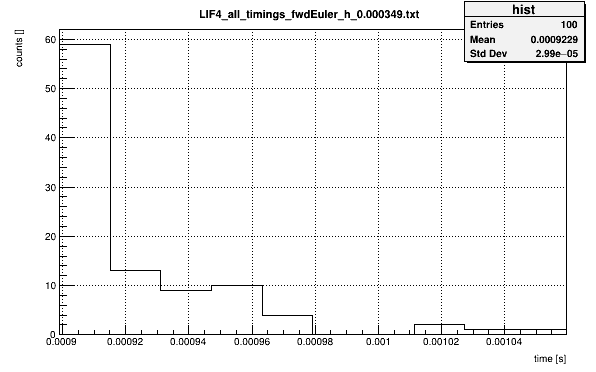 LIF4_all_timings_fwdEuler_h_0.000349.txt
hist
Entries 100
Mean 0.0009229
Std Dev 2.99e−05
counts []
60
50
40
30
20
10
0
0.0009 0.00092 0.00094 0.00096 0.00098 0.001 0.00102 0.00104
time [s]